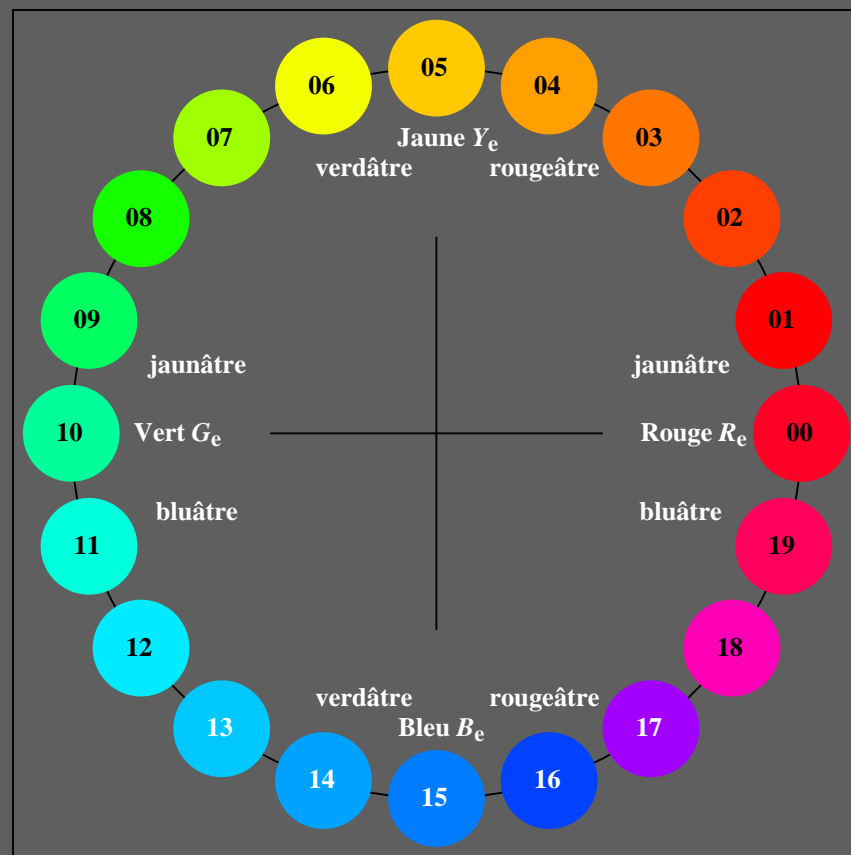 05
06
04
07
Jaune Ye
03
verdâtre
rougeâtre
08
02
09
01
jaunâtre
jaunâtre
10
Vert Ge
Rouge Re
00
bluâtre
bluâtre
11
19
12
18
verdâtre
rougeâtre
13
Bleu Be
17
14
16
15